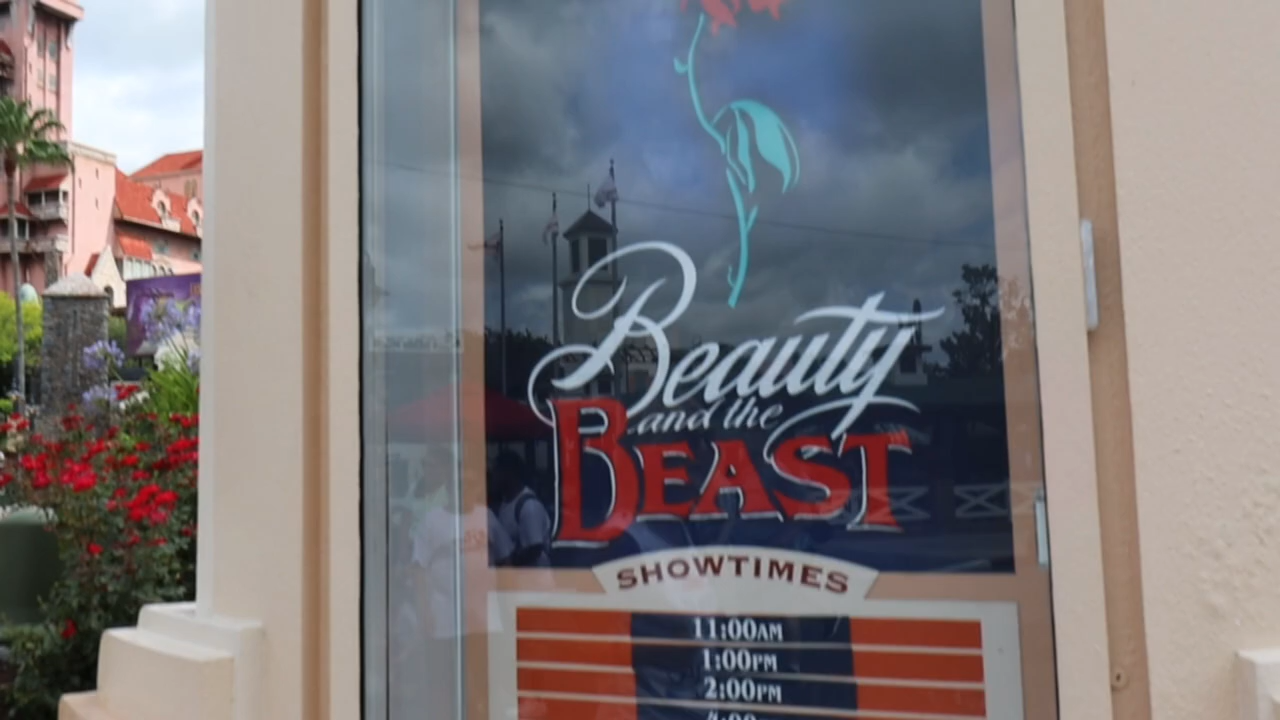 Beauty
and the
BEAST
SHOWTIMES
11:00AM
1:00PM
2:00PM